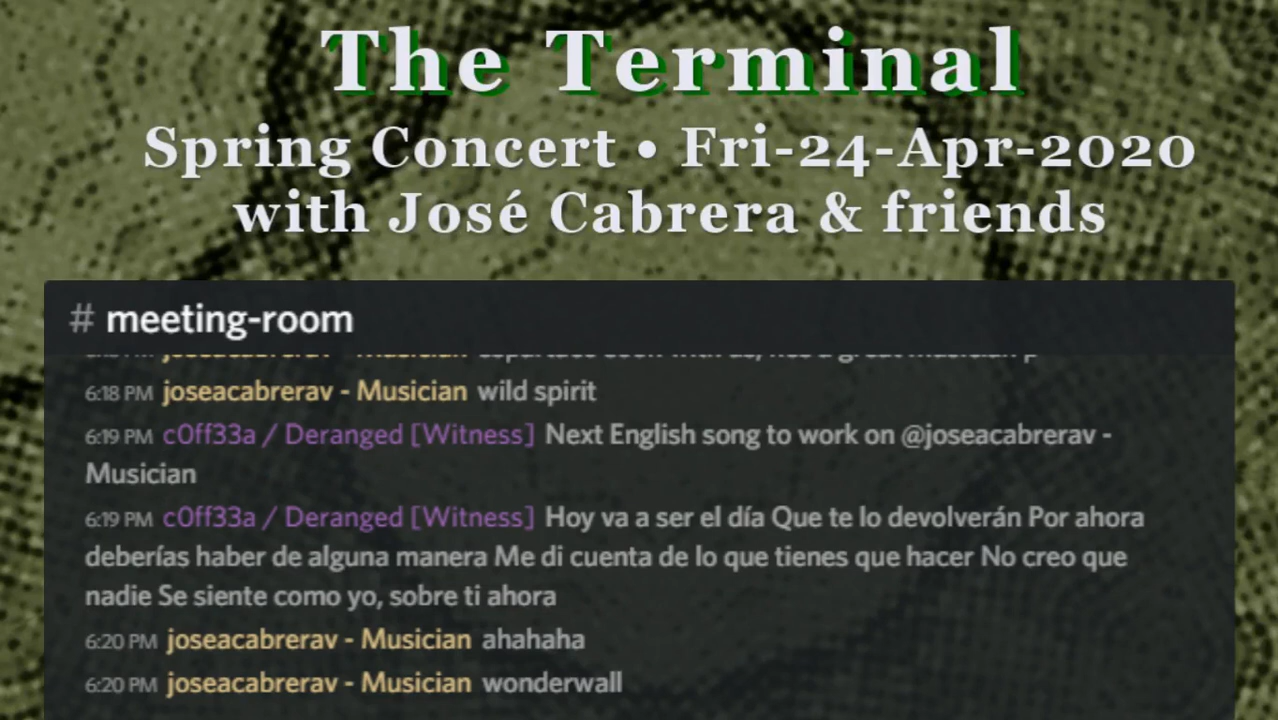 The Terminal
Spring Concert • Fri-24-Apr-2020
with José Cabrera & friends
# meeting-room
6:18 PM joseacabrerav - Musician wild spirit
6:19 PM c0ff33a / Deranged [Witness] Next English song to work on @joseacabrerav -
Musician
6:19 PM c0ff33a / Deranged [Witness] Hoy va a ser el día Que te lo devolverán Por ahora
deberías haber de alguna manera Me di cuenta de lo que tienes que hacer No creo que
nadie Se siente como yo, sobre ti ahora
6:20 PM joseacabrerav - Musician ahahaha
6:20 PM joseacabrerav - Musician wonderwall